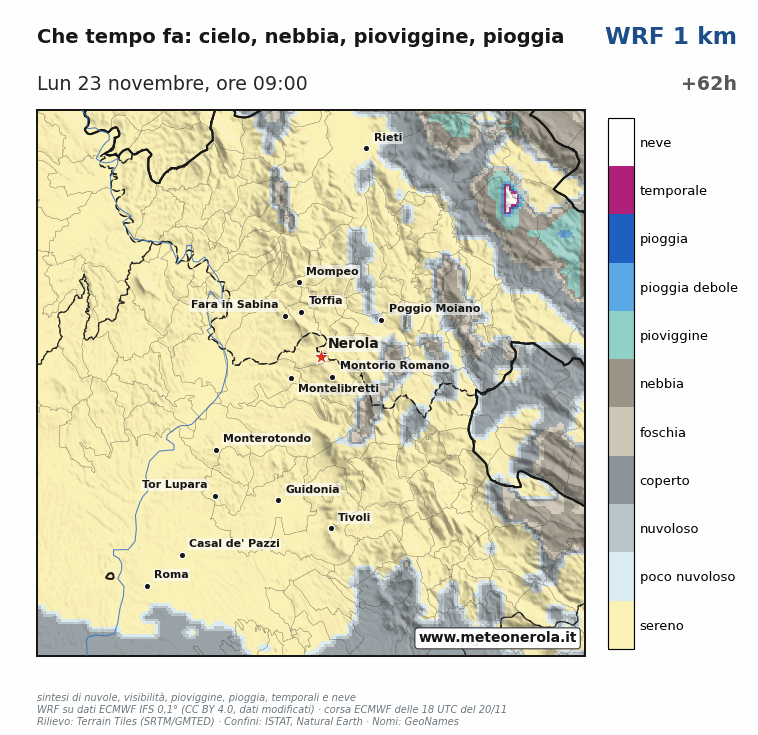 Che tempo fa: cielo, nebbia, pioviggine, pioggia
WRF 1 km
Lun 23 novembre, ore 09:00
+62h
Rieti
Mompeo
Fara in Sabina
Toffia
Poggio Moiano
Nerola
Montorio Romano
Montelibretti
Monterotondo
Tor Lupara
Guidonia
Tivoli
Casal de' Pazzi
Roma
www.meteonerola.it
neve
temporale
pioggia
pioggia debole
pioviggine
nebbia
foschia
coperto
nuvoloso
poco nuvoloso
sereno
sintesi di nuvole, visibilità, pioviggine, pioggia, temporali e neve
WRF su dati ECMWF IFS 0,1° (CC BY 4.0, dati modificati) · corsa ECMWF delle 18 UTC del 20/11
Rilievo: Terrain Tiles (SRTM/GMTED) · Confini: ISTAT, Natural Earth · Nomi: GeoNames